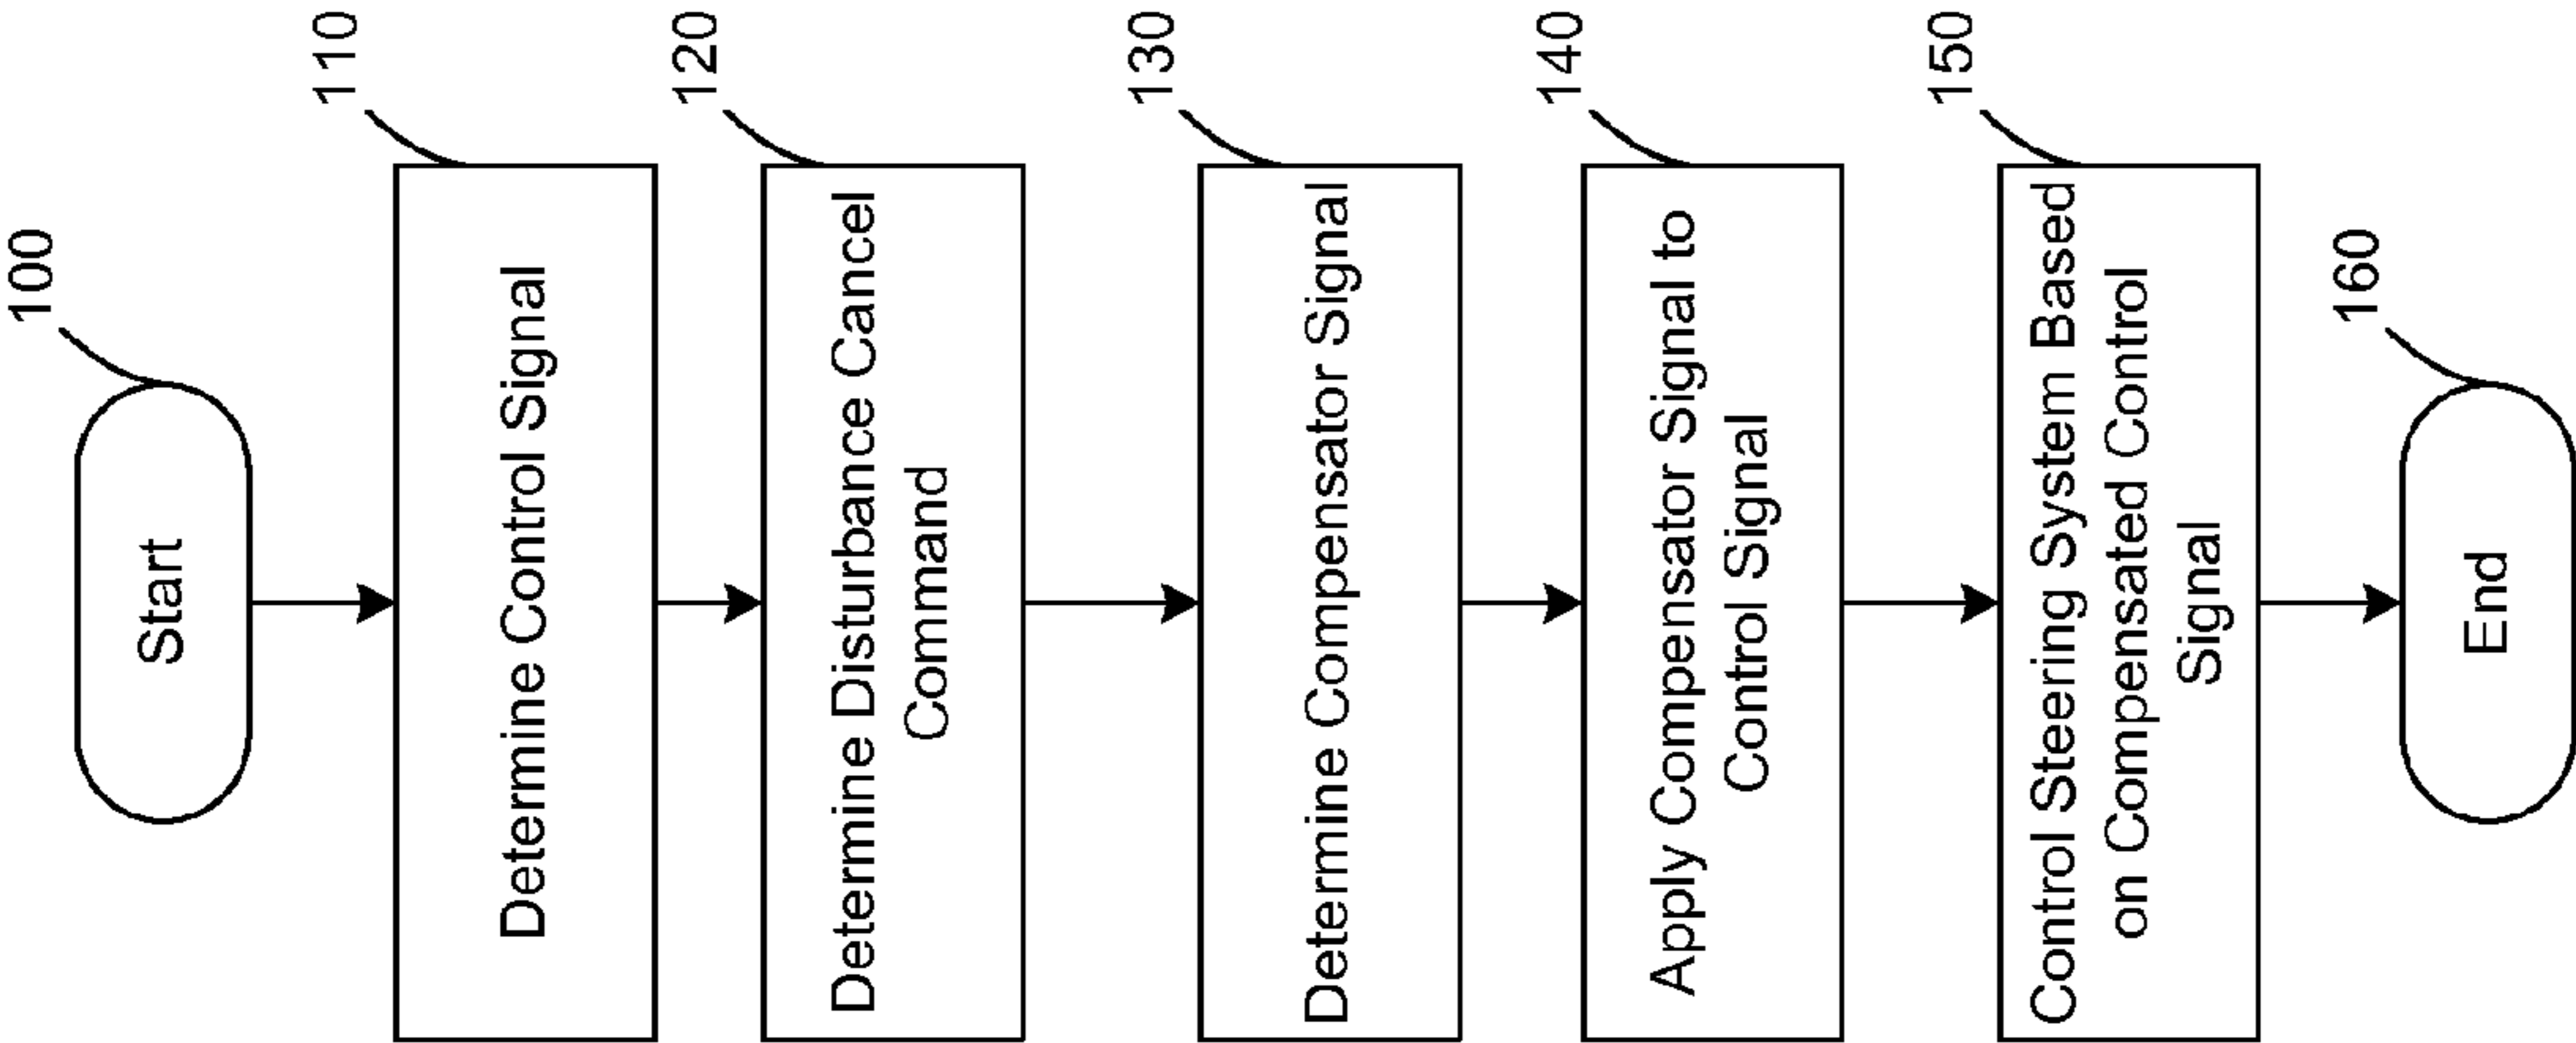 100
Start
110
Determine Control Signal
120
Determine Disturbance Cancel
Command
130
Determine Compensator Signal
140
Apply Compensator Signal to
Control Signal
150
Control Steering System Based
on Compensated Control
Signal
160
End